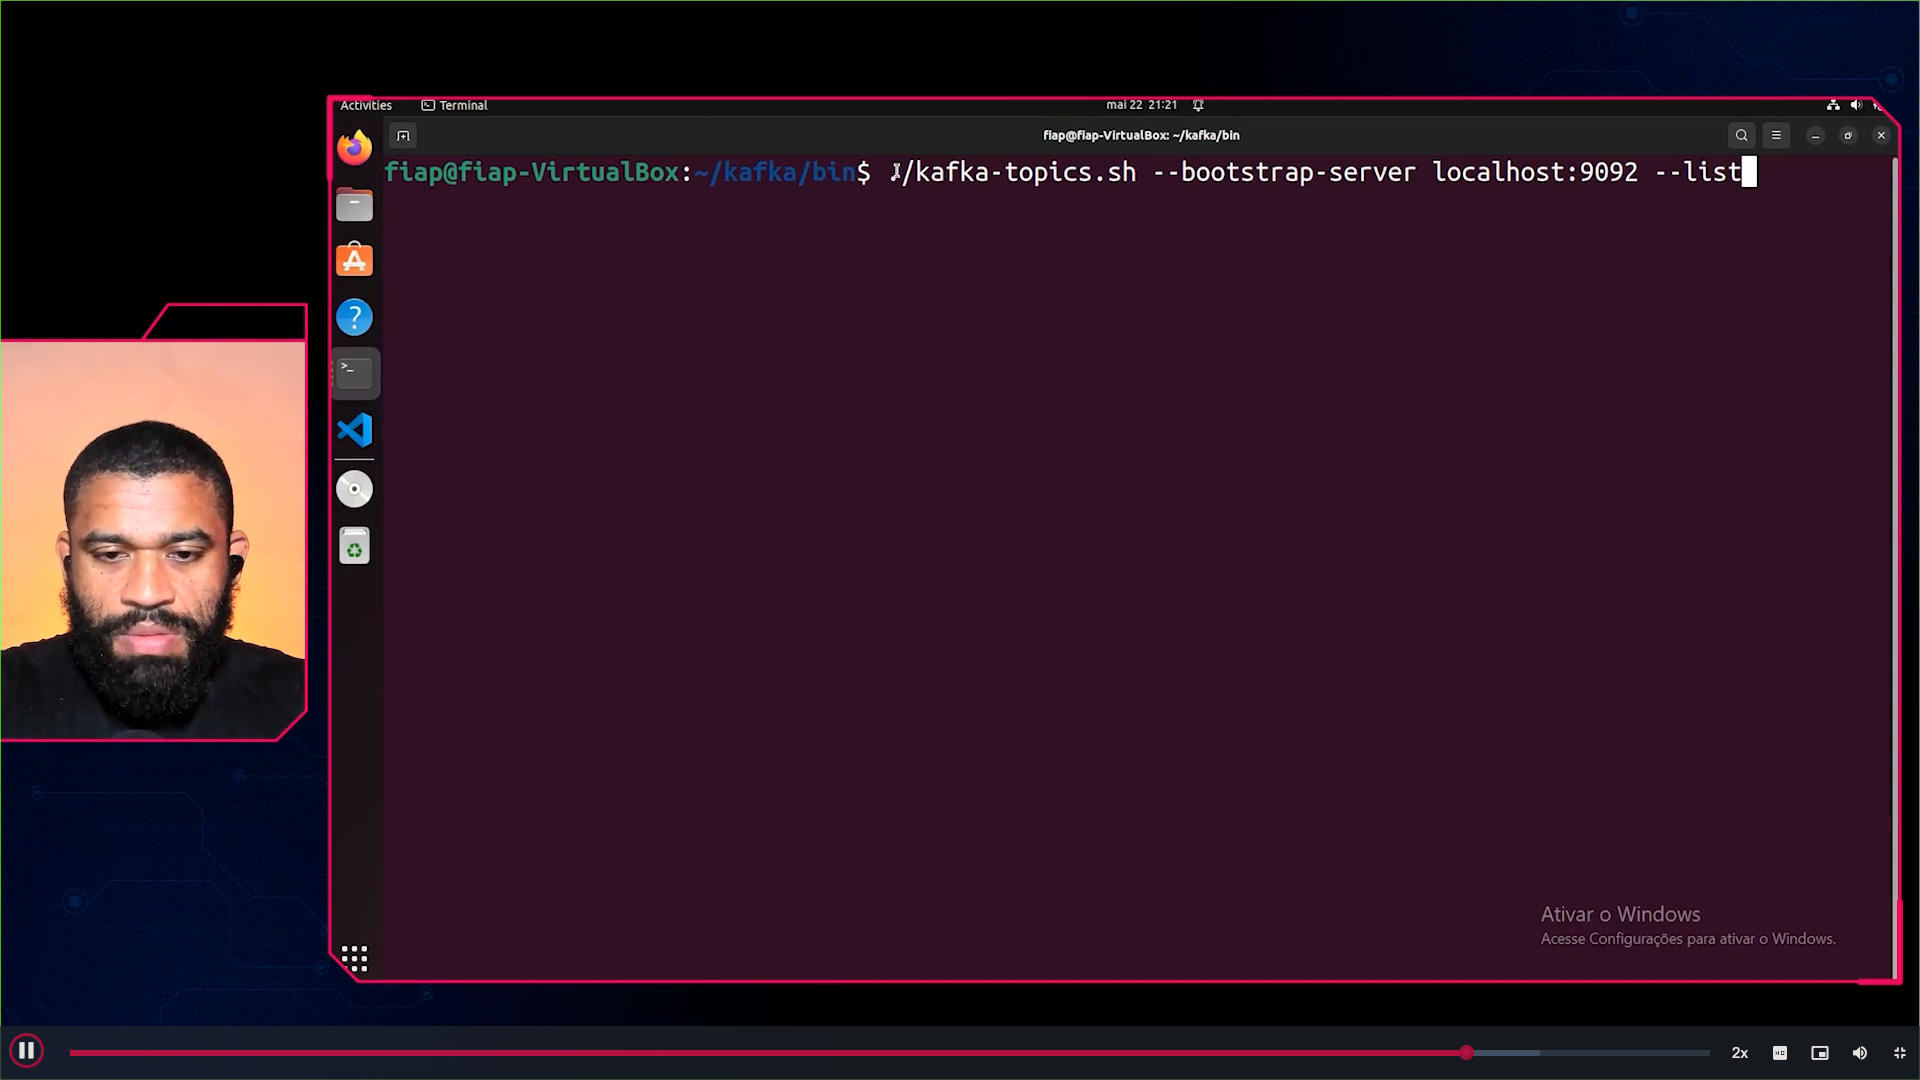 Activities
Terminal
mai 22 21:21
fiap@fiap-VirtualBox: ~/kafka/bin
fiap@fiap-VirtualBox:~/kafka/bin$ ./kafka-topics.sh --bootstrap-server localhost:9092 --list
Ativar o Windows
Acesse Configurações para ativar o Windows.
2x